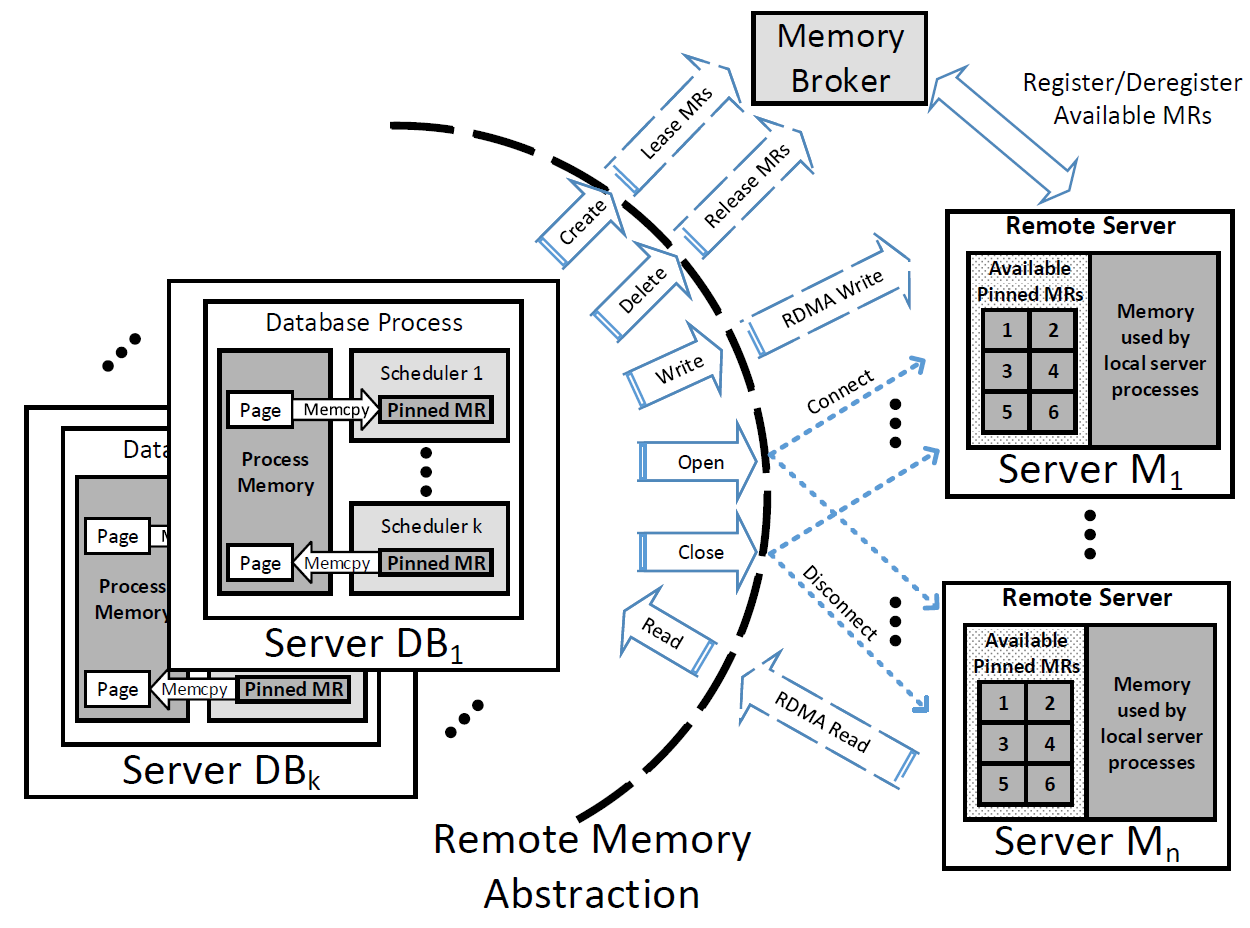 Memory
Broker
Register/Deregister
Available MRs
Lease MRs
Release MRs
Create
Delete
Write
RDMA Write
Open
Close
Connect
Disconnect
Read
RDMA Read
Database Process
Scheduler 1
Page
Memcpy
Pinned MR
Process
Memory
Scheduler k
Page
Memcpy
Pinned MR
Server DB1
Data
Page
M
Process
Memory
Page
Memcpy
Pinned MR
Server DBk
Remote Server
Available
Pinned MRs
1 2
3 4
5 6
Memory
used by
local server
processes
Server M1
Remote Server
Available
Pinned MRs
1 2
3 4
5 6
Memory
used by
local server
processes
Server Mn
Remote Memory
Abstraction